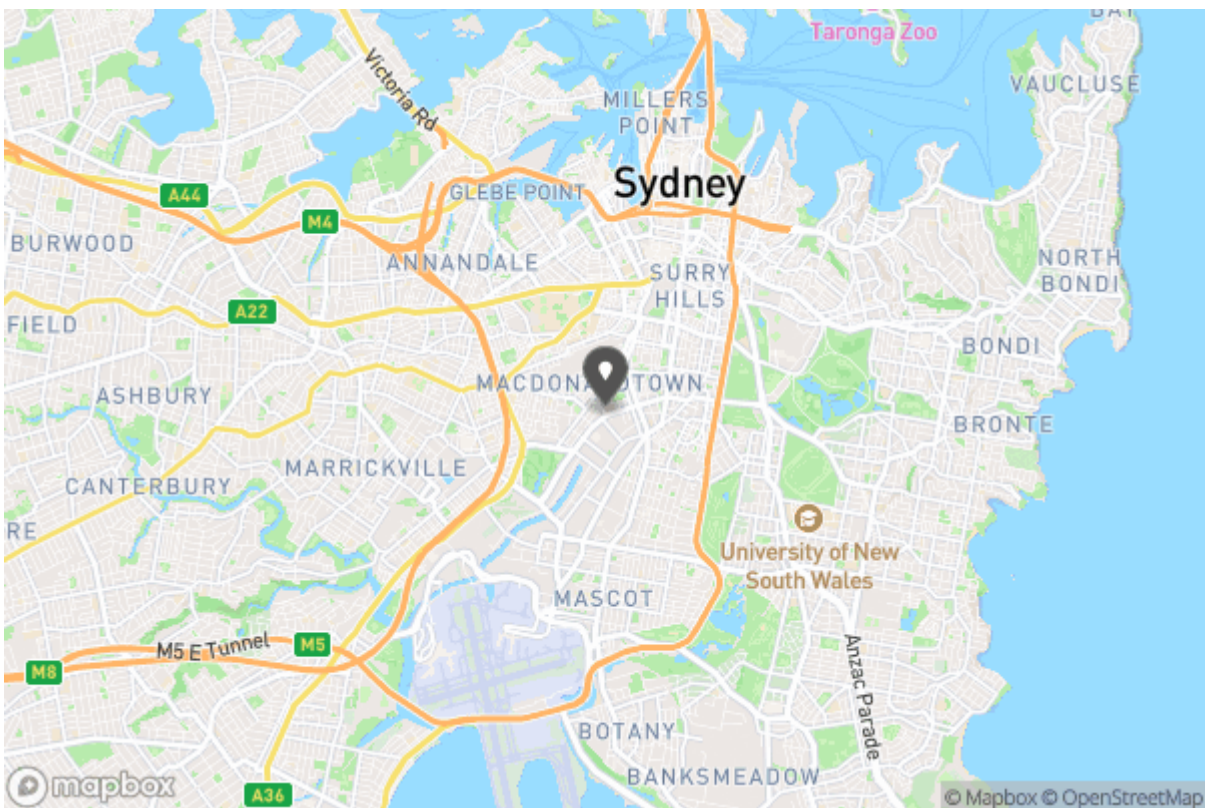 BAY
Taronga Zoo
VAUCLUSE
Victoria Rd
MILLERS
POINT
Sydney
A44
GLEBE POINT
M4
BURWOOD
ANNANDALE
NORTH
BONDI
SURRY
HILLS
A22
FIELD
BONDI
ASHBURY
BRONTE
MARRICKVILLE
CANTERBURY
RE
University of New
South Wales
MASCOT
M5 E Tunnel
M5
M8
Anzac Parade
BOTANY
BANKSMEADOW
A36
mapbox
© Mapbox © OpenStreetMap